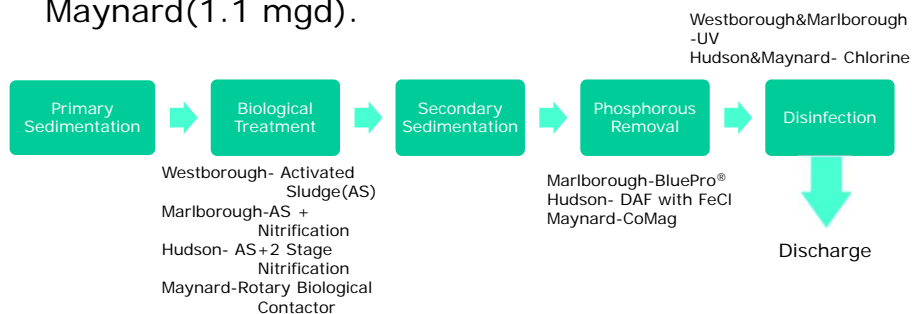 Maynard(1.1 mgd).
Westborough&Marlborough
-UV
Hudson&Maynard- Chlorine
Primary
Sedimentation
Biological
Treatment
Secondary
Sedimentation
Phosphorous
Removal
Disinfection
Westborough- Activated
Sludge(AS)
Marlborough-AS +
Nitrification
Hudson- AS+2 Stage
Nitrification
Maynard-Rotary Biological
Contactor
Marlborough-BluePro®
Hudson- DAF with FeCl
Maynard-CoMag
Discharge